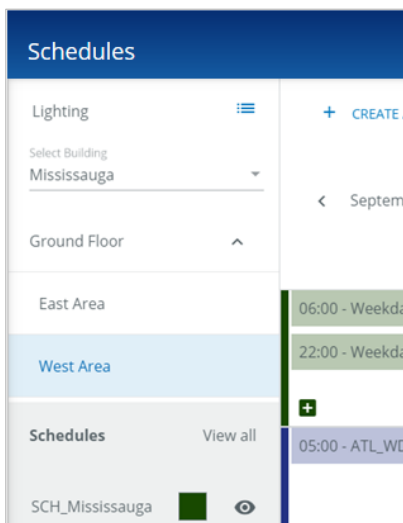 Schedules
Lighting
Select Building
Mississauga
Ground Floor
East Area
West Area
Schedules View all
SCH_Mississauga
+ CREATE
Septem
06:00 - Weekda
22:00 - Weekda
05:00 - ATL_WD